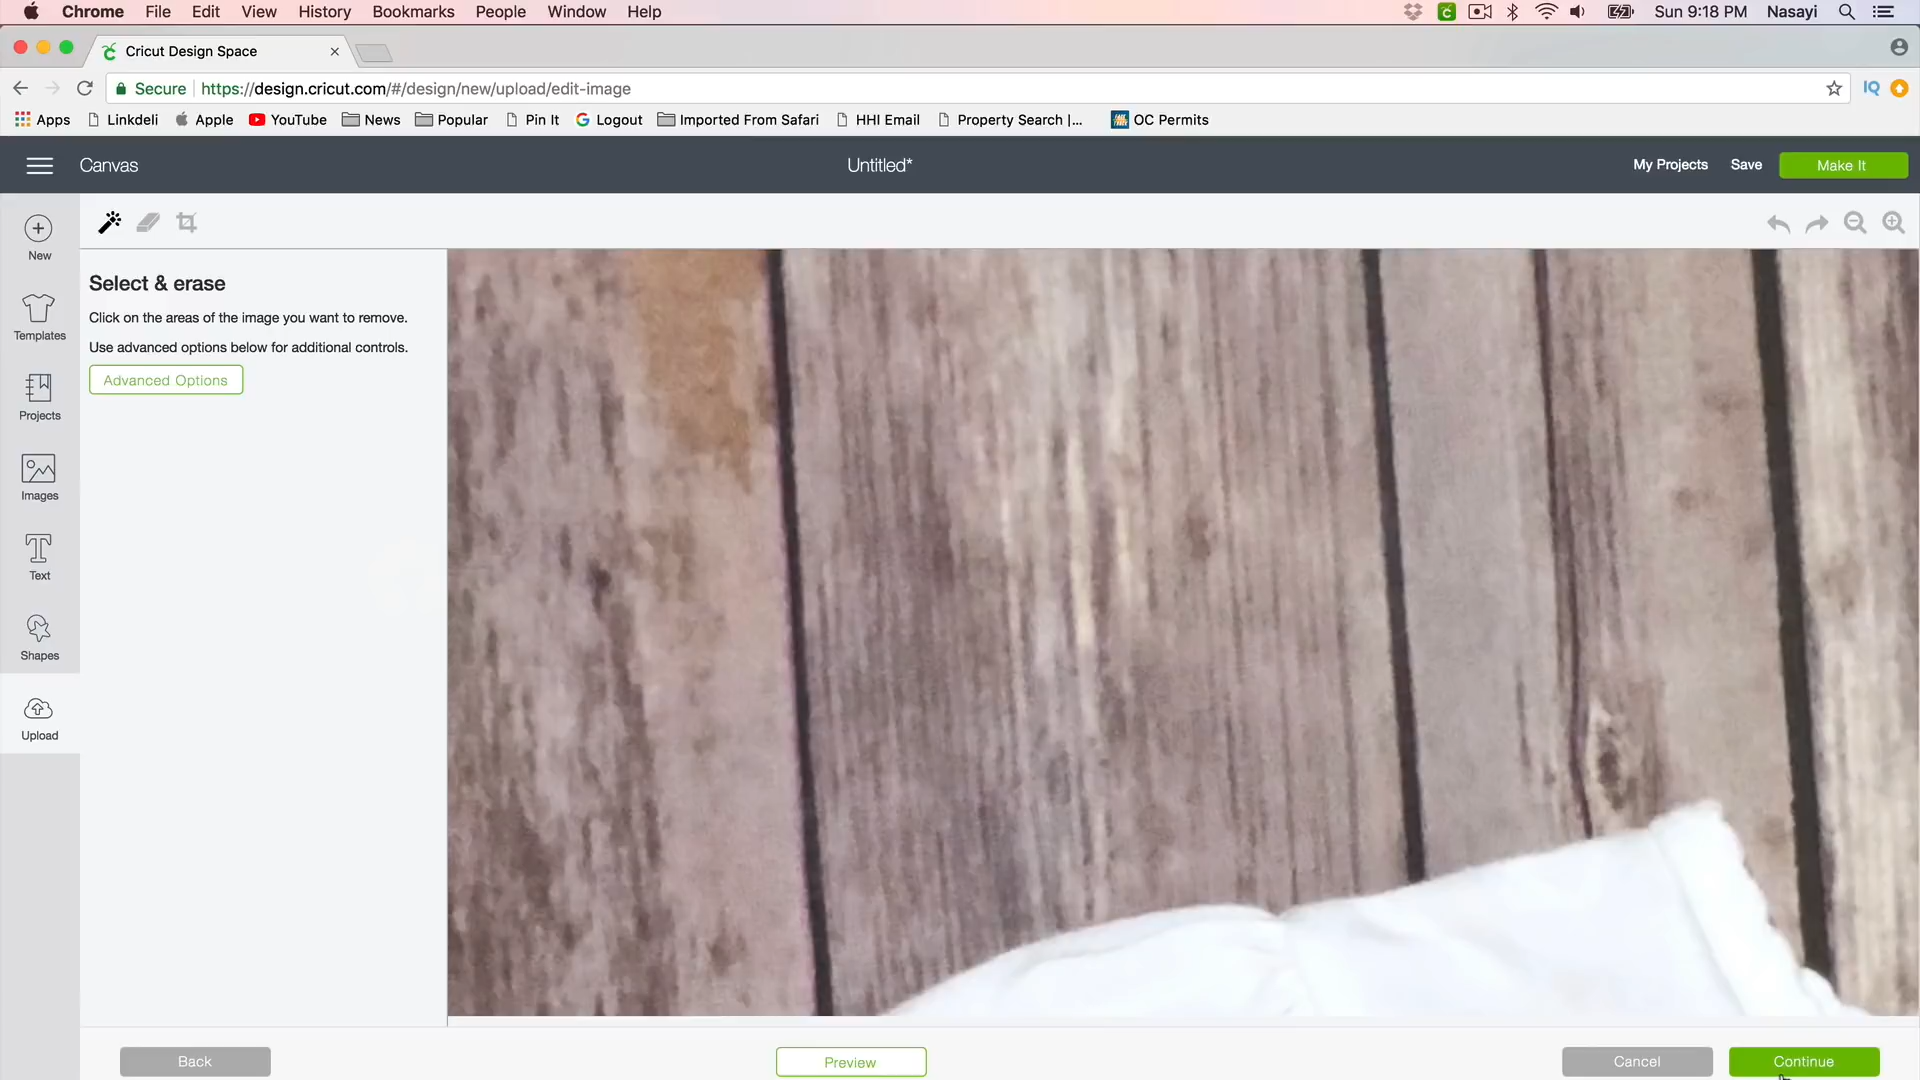 Chrome File Edit View History Bookmarks People Window Help Sun 9:18 PM Nasayi
Cricut Design Space
Secure https://design.cricut.com/#/design/new/upload/edit-image IQ
Apps Linkdeli Apple YouTube News Popular Pin It Logout Imported From Safari HHI Email Property Search |... OC Permits
Canvas Untitled* My Projects Save Make It
New
Templates
Projects
Images
Text
Shapes
Upload
Select & erase
Click on the areas of the image you want to remove.
Use advanced options below for additional controls.
Advanced Options
Back Preview Cancel Continue